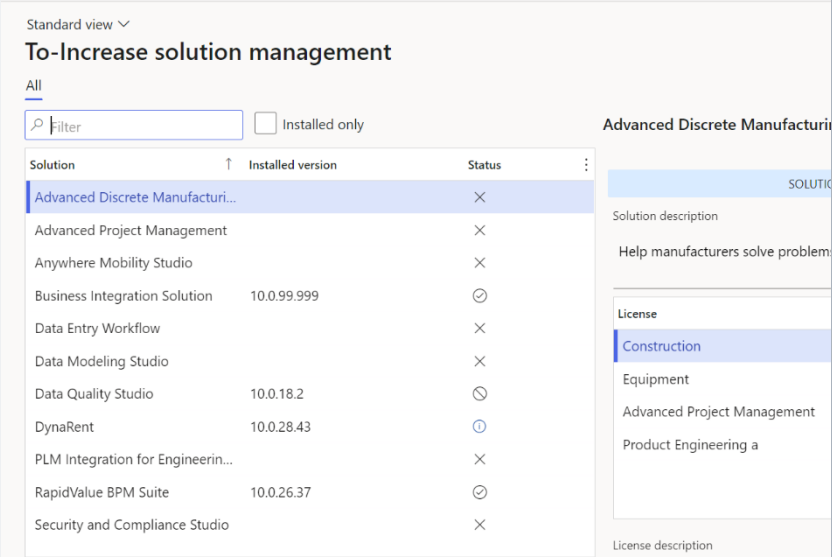 Standard view
To-Increase solution management
All
Filter
Installed only
Solution Installed version Status
Advanced Discrete Manufacturi...
Advanced Project Management
Anywhere Mobility Studio
Business Integration Solution 10.0.99.999
Data Entry Workflow
Data Modeling Studio
Data Quality Studio 10.0.18.2
DynaRent 10.0.28.43
PLM Integration for Engineerin...
RapidValue BPM Suite 10.0.26.37
Security and Compliance Studio
Advanced Discrete Manufacturi
SOLUTIO
Solution description
Help manufacturers solve problem
License
Construction
Equipment
Advanced Project Management
Product Engineering a
License description